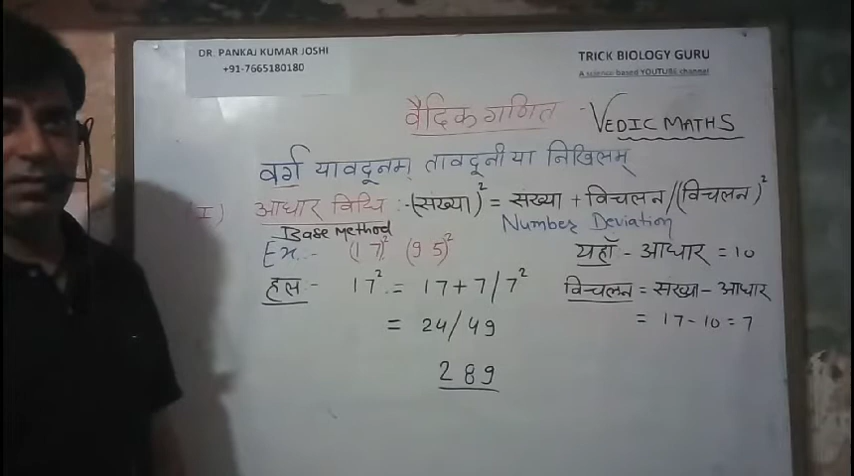 DR. PANKAJ KUMAR JOSHI
+91-7665180180
TRICK BIOLOGY GURU
A science based YOUTUBE channel
वैदिक गणित - VEDIC MATHS
वर्ग यावदूनम् तावदूनीया निखिलम्
(I) आधार विधि :- (संख्या)² = संख्या + विचलन/(विचलन)²
Base Method Number Deviation
Ex:- (17)² (95)² यहाँ - आधार = 10
हल :- 17² = 17+7/7² विचलन = संख्या - आधार
= 24/49 = 17-10=7
289